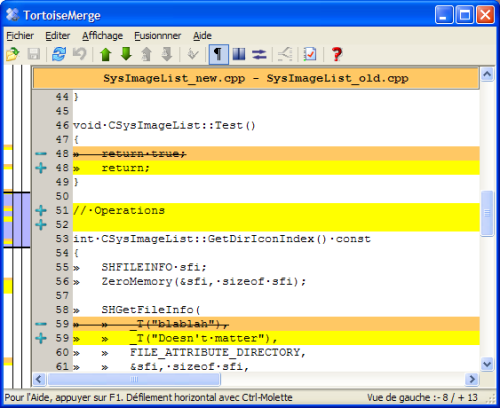 TortoiseMerge
Fichier Editer Affichage Fusionnner Aide
SysImageList_new.cpp - SysImageList_old.cpp
44 }
45
46 void·CSysImageList::Test()
47 {
48 » return·true;
48 » return;
49 }
50
51 //·Operations
52
53 int·CSysImageList::GetDirIconIndex()·const
54 {
55 » SHFILEINFO·sfi;
56 » ZeroMemory(&sfi,·sizeof·sfi);
57
58 » SHGetFileInfo(
59 » » _T("blablah"),
59 » » _T("Doesn't·matter"),
60 » » FILE_ATTRIBUTE_DIRECTORY,
61 » » &sfi,·sizeof·sfi,
Pour l'Aide, appuyer sur F1. Défilement horizontal avec Ctrl-Molette Vue de gauche :- 8 / + 13